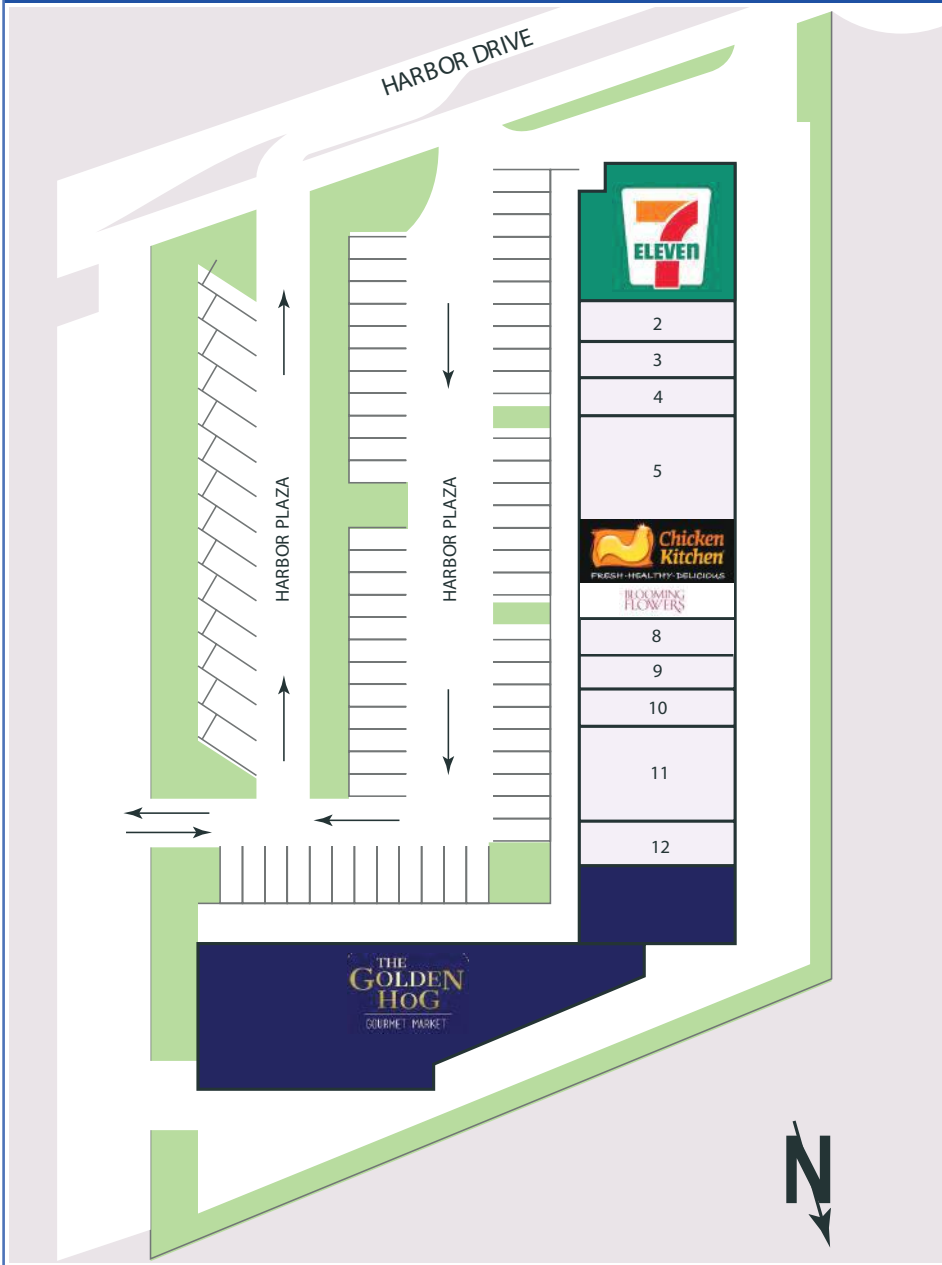 HARBOR DRIVE
7
ELEVEN
2
3
4
5
HARBOR PLAZA
HARBOR PLAZA
Chicken
Kitchen
FRESH-HEALTHY-DELICIOUS
BLOOMING
FLOWERS
8
9
10
11
12
THE
GOLDEN
HOG
GOURMET MARKET
N